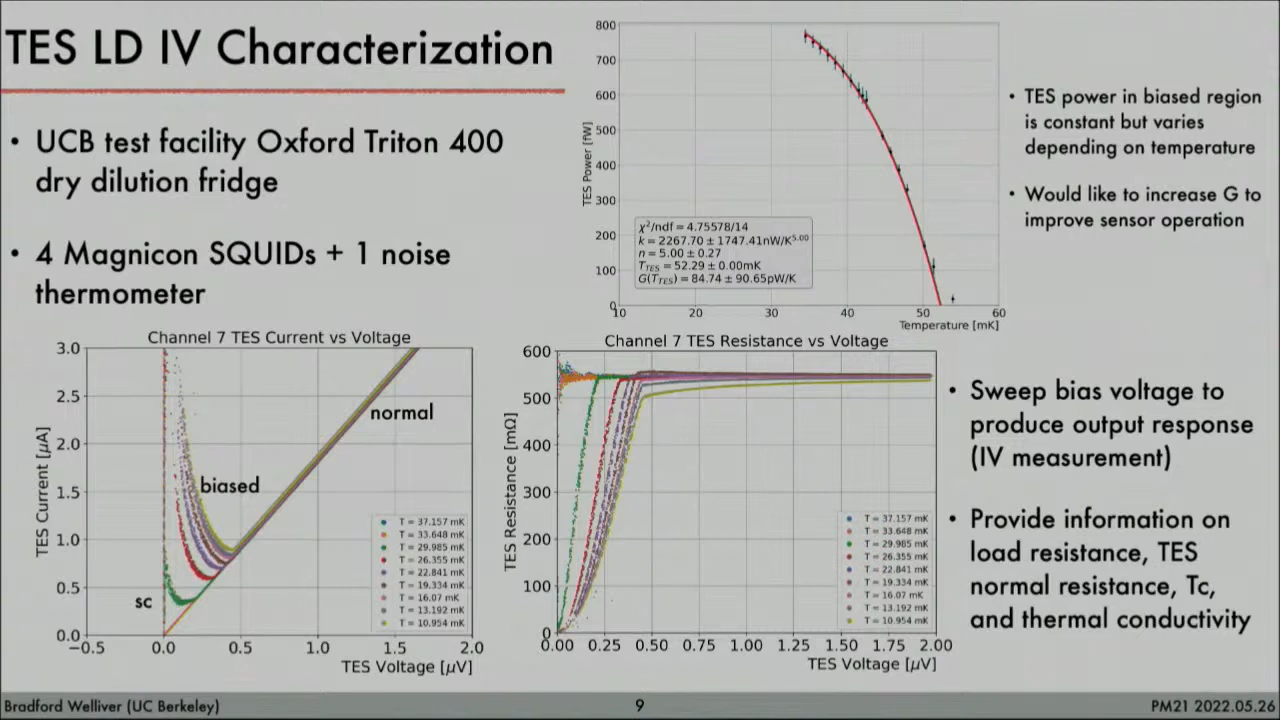 TES LD IV Characterization
• UCB test facility Oxford Triton 400
dry dilution fridge
• 4 Magnicon SQUIDs + 1 noise
thermometer
800
700
600
500
400
300
200
100
0
TES Power [fW]
χ²/ndf = 4.75578/14
k = 2267.70 ± 1747.41nW/K⁵·⁰⁰
n = 5.00 ± 0.27
T_TES = 52.29 ± 0.00mK
G(T_TES) = 84.74 ± 90.65pW/K
10 20 30 40 50 60
Temperature [mK]
• TES power in biased region
is constant but varies
depending on temperature
• Would like to increase G to
improve sensor operation
Channel 7 TES Current vs Voltage
3.0
2.5
2.0
1.5
1.0
0.5
0.0
TES Current [μA]
normal
biased
sc
T = 37.157 mK
T = 33.648 mK
T = 29.985 mK
T = 26.355 mK
T = 22.841 mK
T = 19.334 mK
T = 16.07 mK
T = 13.192 mK
T = 10.954 mK
−0.5 0.0 0.5 1.0 1.5 2.0
TES Voltage [μV]
Channel 7 TES Resistance vs Voltage
600
500
400
300
200
100
0
TES Resistance [mΩ]
T = 37.157 mK
T = 33.648 mK
T = 29.985 mK
T = 26.355 mK
T = 22.841 mK
T = 19.334 mK
T = 16.07 mK
T = 13.192 mK
T = 10.954 mK
0.00 0.25 0.50 0.75 1.00 1.25 1.50 1.75 2.00
TES Voltage [μV]
• Sweep bias voltage to
produce output response
(IV measurement)
• Provide information on
load resistance, TES
normal resistance, Tc,
and thermal conductivity
Bradford Welliver (UC Berkeley)
9
PM21 2022.05.26